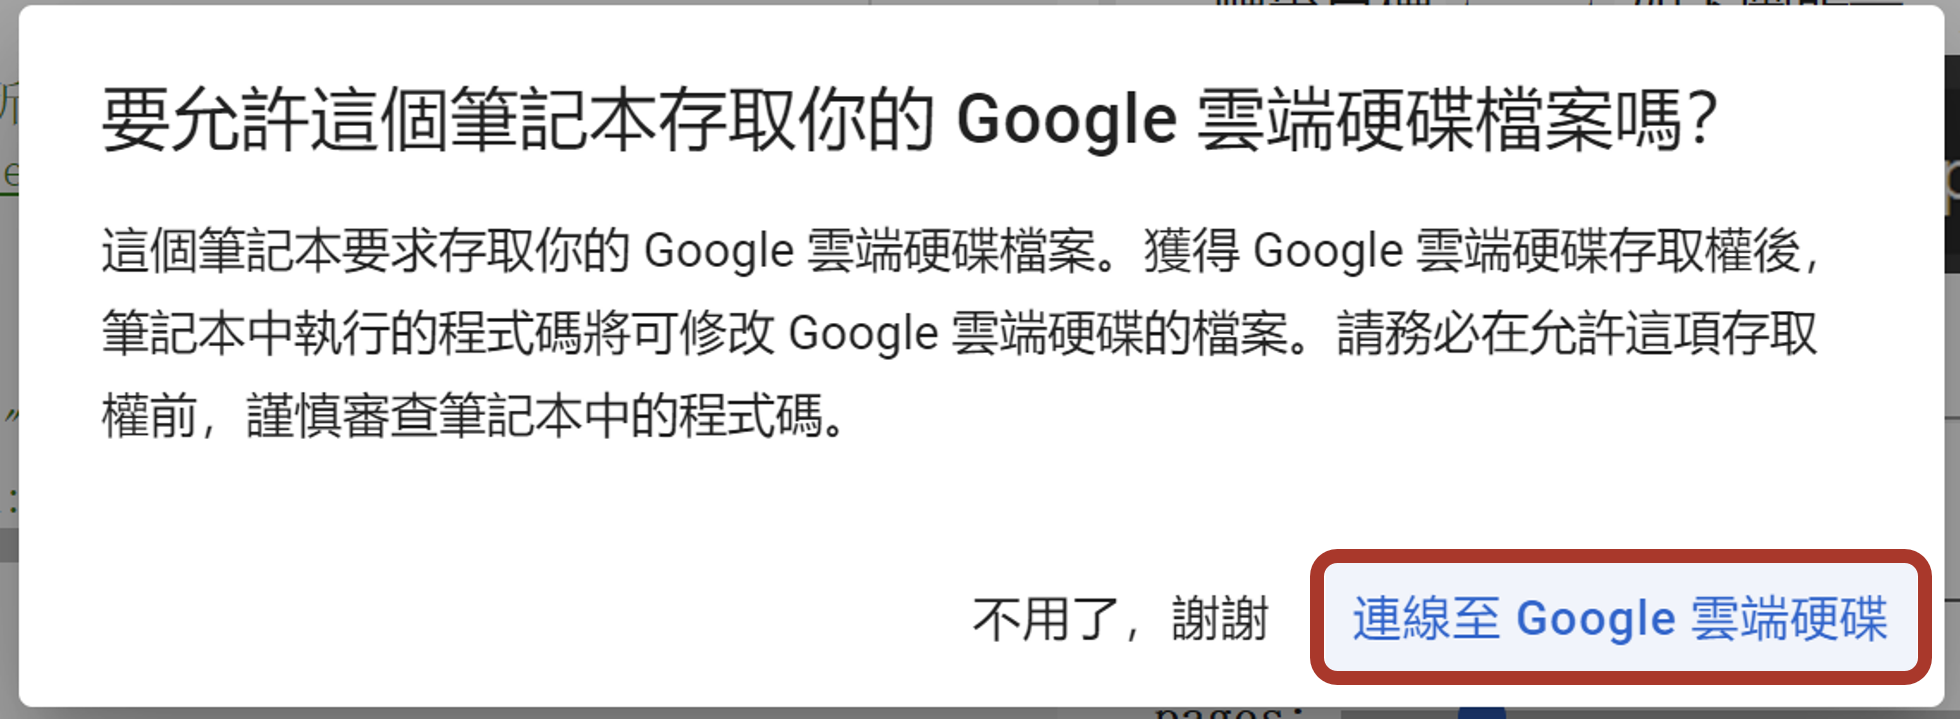 要允許這個筆記本存取你的 Google 雲端硬碟檔案嗎？
這個筆記本要求存取你的 Google 雲端硬碟檔案。獲得 Google 雲端硬碟存取權後，
筆記本中執行的程式碼將可修改 Google 雲端硬碟的檔案。請務必在允許這項存取
權前，謹慎審查筆記本中的程式碼。
不用了，謝謝
連線至 Google 雲端硬碟
pages: